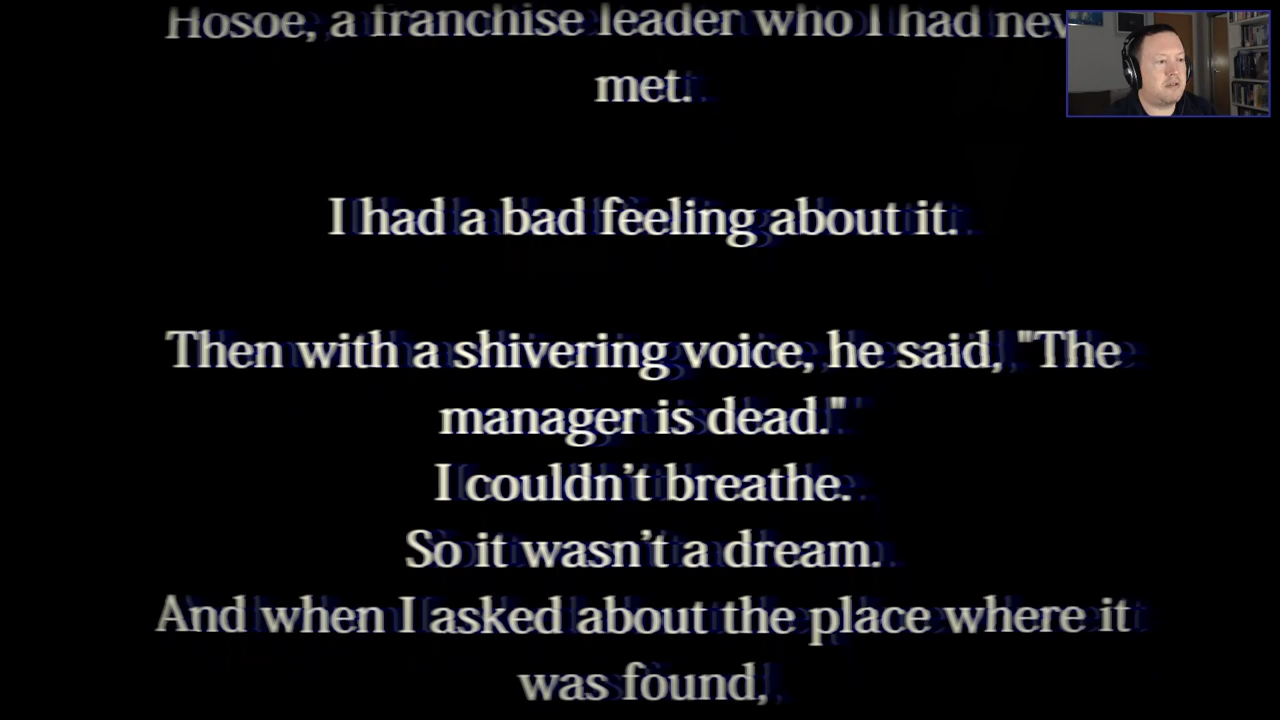 Hosoe, a franchise leader who I had
met.
I had a bad feeling about it.
Then with a shivering voice, he said, "The
manager is dead."
I couldn't breathe.
So it wasn't a dream.
And when I asked about the place where it
was found,